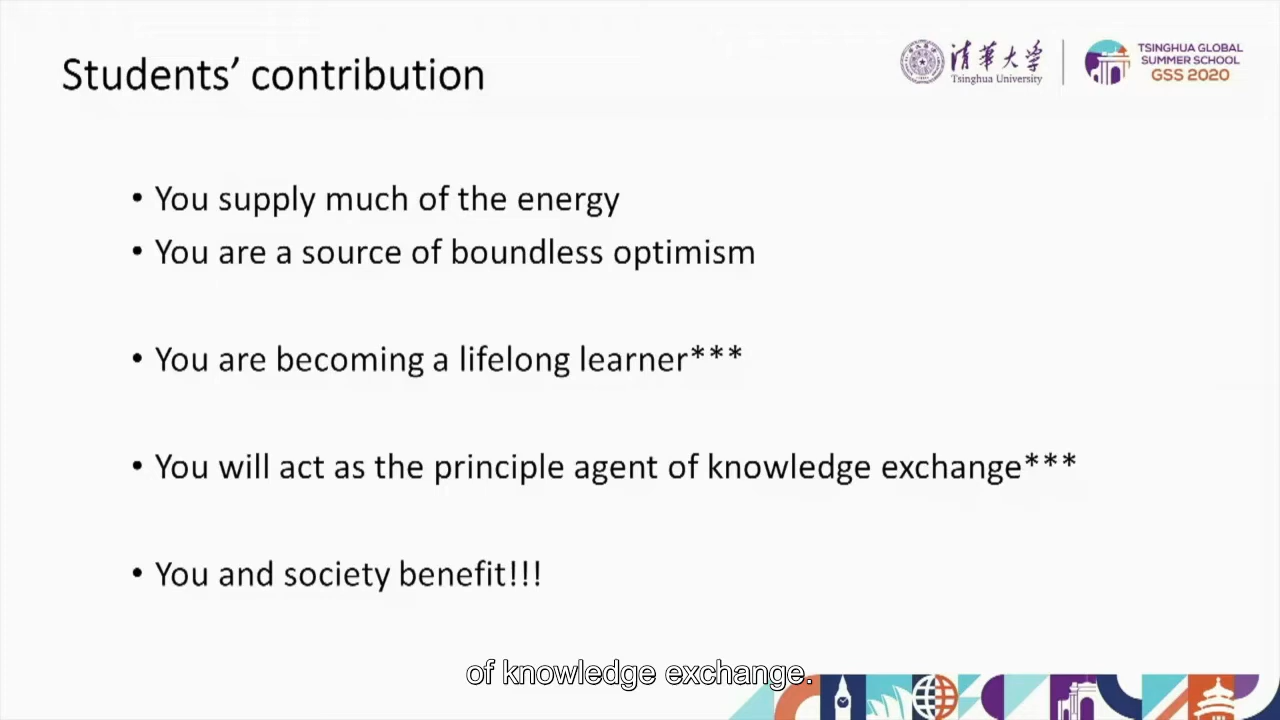 Students’ contribution
清华大学
Tsinghua University
TSINGHUA GLOBAL
SUMMER SCHOOL
GSS 2020
• You supply much of the energy
• You are a source of boundless optimism
• You are becoming a lifelong learner***
• You will act as the principle agent of knowledge exchange***
• You and society benefit!!!
of knowledge exchange.